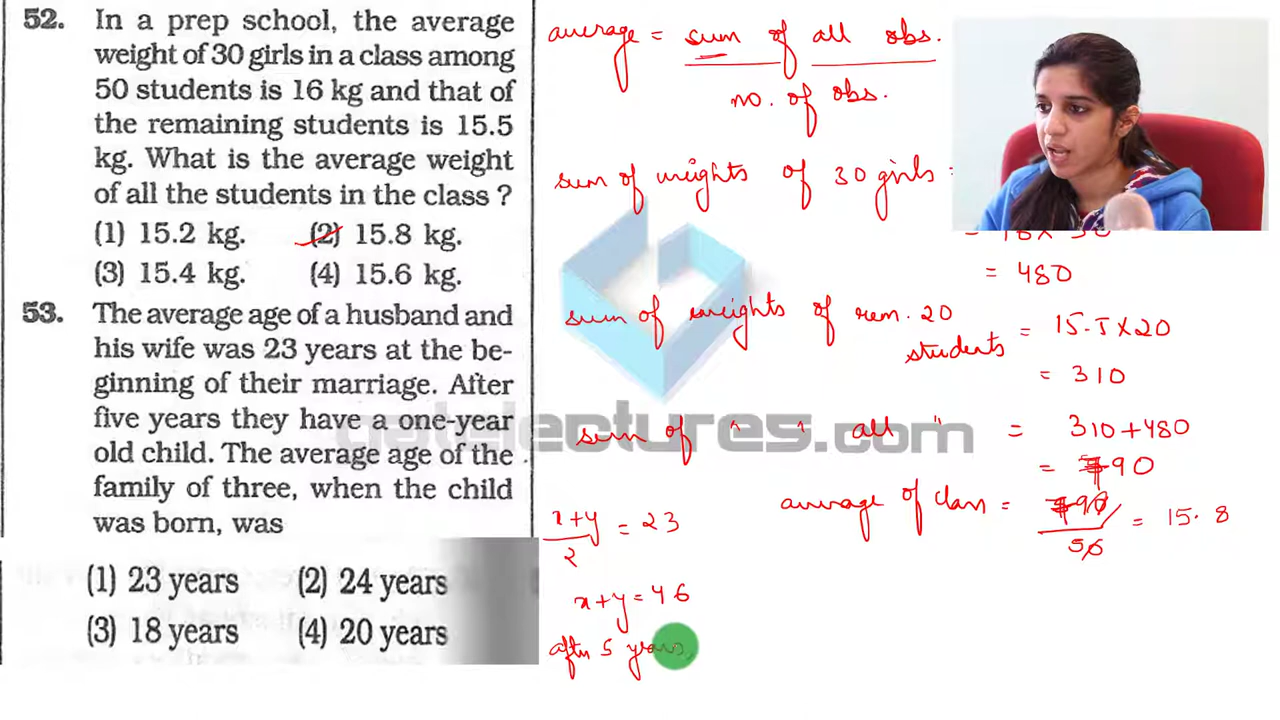 52. In a prep school, the average
weight of 30 girls in a class among
50 students is 16 kg and that of
the remaining students is 15.5
kg. What is the average weight
of all the students in the class ?
(1) 15.2 kg. (2) 15.8 kg.
(3) 15.4 kg. (4) 15.6 kg.
53. The average age of a husband and
his wife was 23 years at the be-
ginning of their marriage. After
five years they have a one-year
old child. The average age of the
family of three, when the child
was born, was
(1) 23 years (2) 24 years
(3) 18 years (4) 20 years
average = sum of all obs.
no. of obs.
sum of weights of 30 girls =
= 16 x 30
= 480
sum of weights of rem. 20
students = 15.5 x 20
= 310
sum of " " all " = 310+480
= 790
average of class = 790
50
= 15.8
x+y
2
= 23
x+y=46
after 5 years,
gatelectures.com